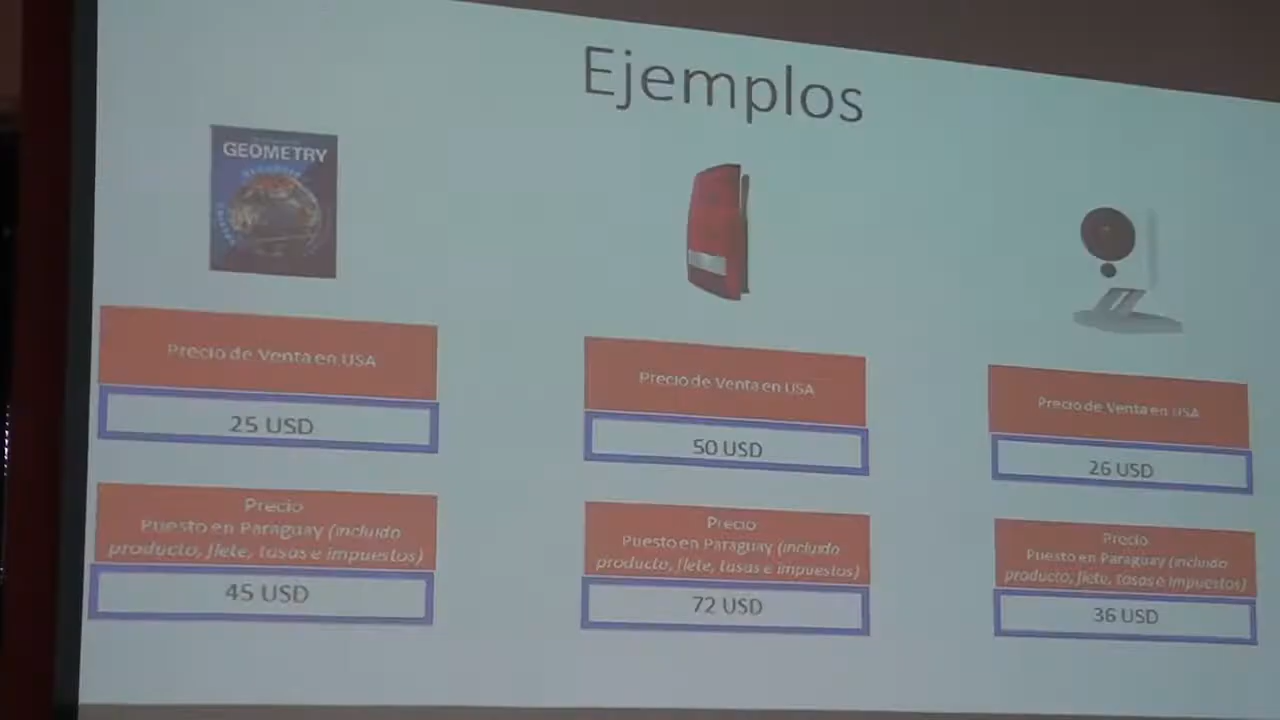 Ejemplos
GEOMETRY
Precio de Venta en USA
25 USD
Precio
Puesto en Paraguay (incluido
producto, flete, tasas e impuestos)
45 USD
Precio de Venta en USA
50 USD
Precio
Puesto en Paraguay (incluido
producto, flete, tasas e impuestos)
72 USD
Precio de Venta en USA
26 USD
Precio
Puesto en Paraguay (incluido
producto, flete, tasas e impuestos)
36 USD